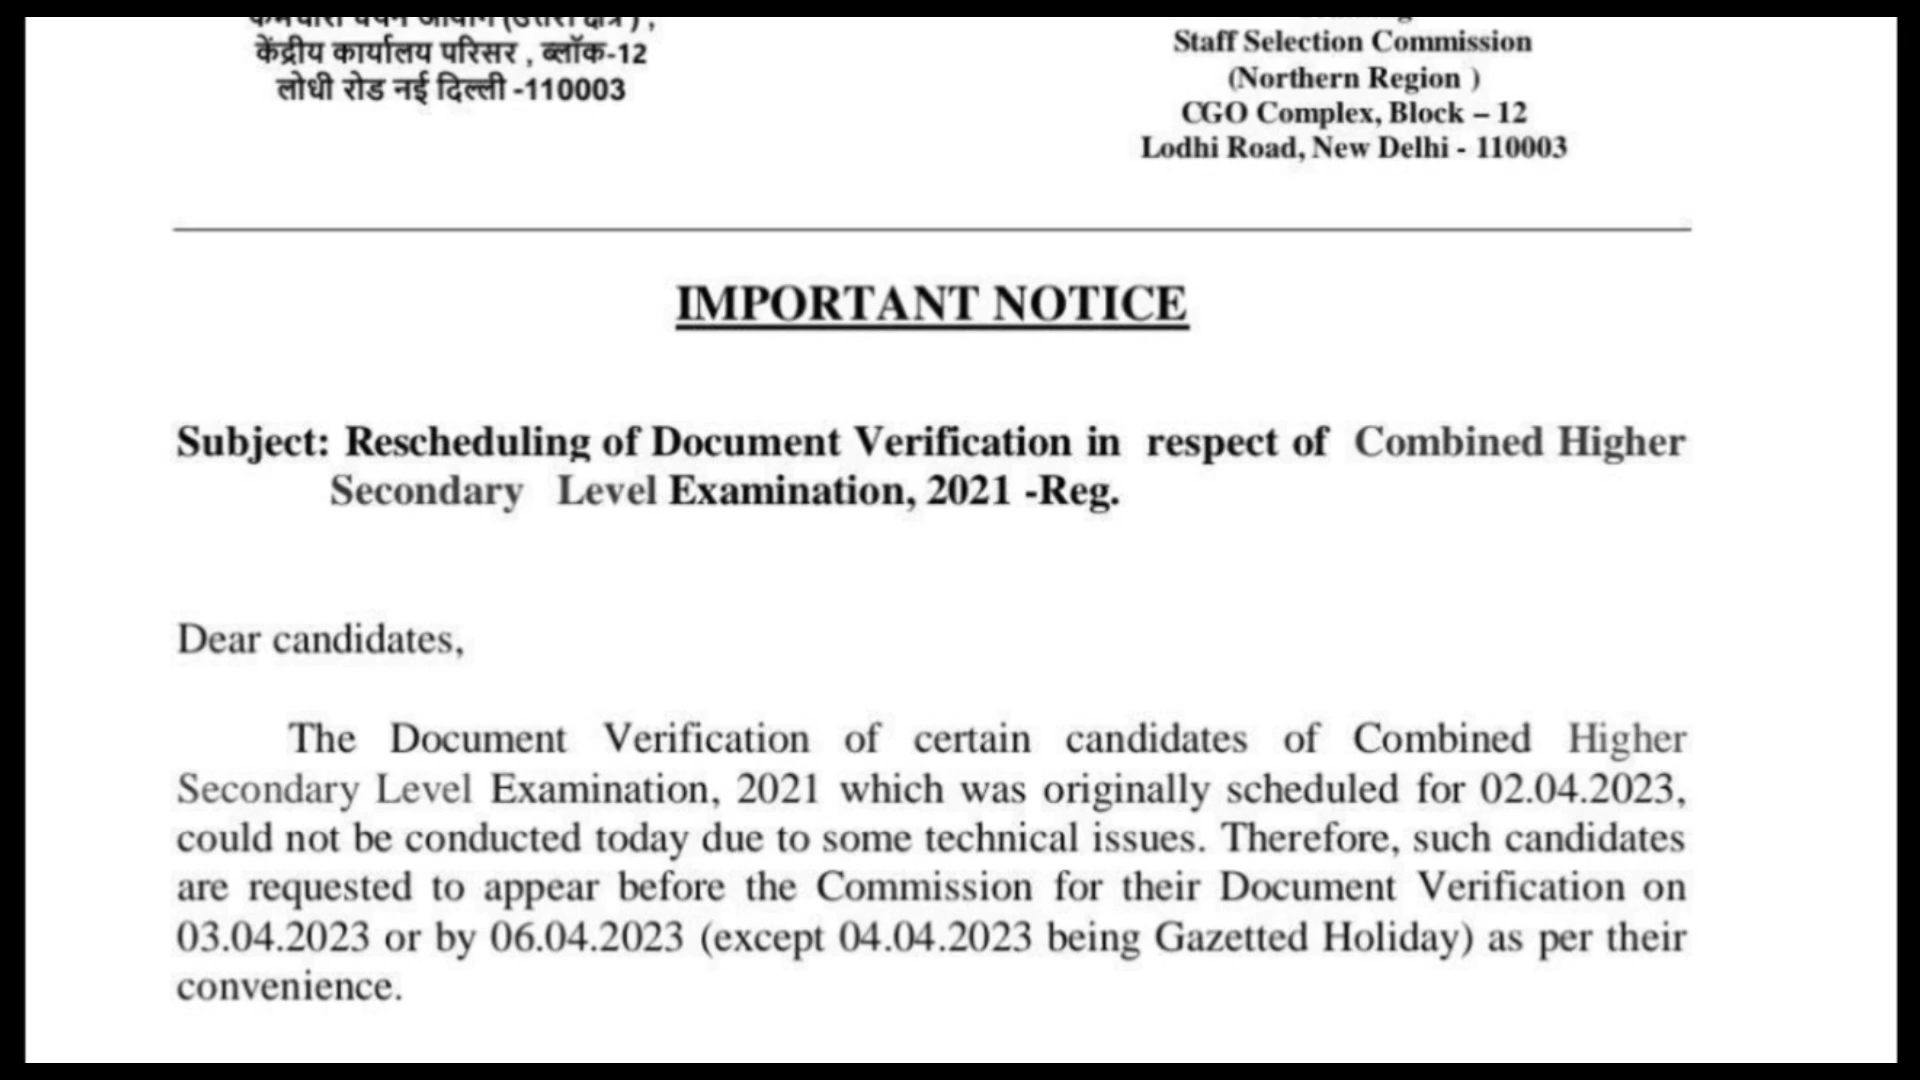 केंद्रीय कार्यालय परिसर , ब्लॉक-12
लोधी रोड नई दिल्ली -110003
Staff Selection Commission
(Northern Region )
CGO Complex, Block – 12
Lodhi Road, New Delhi - 110003
IMPORTANT NOTICE
Subject: Rescheduling of Document Verification in respect of Combined Higher
Secondary Level Examination, 2021 -Reg.
Dear candidates,
The Document Verification of certain candidates of Combined Higher
Secondary Level Examination, 2021 which was originally scheduled for 02.04.2023,
could not be conducted today due to some technical issues. Therefore, such candidates
are requested to appear before the Commission for their Document Verification on
03.04.2023 or by 06.04.2023 (except 04.04.2023 being Gazetted Holiday) as per their
convenience.